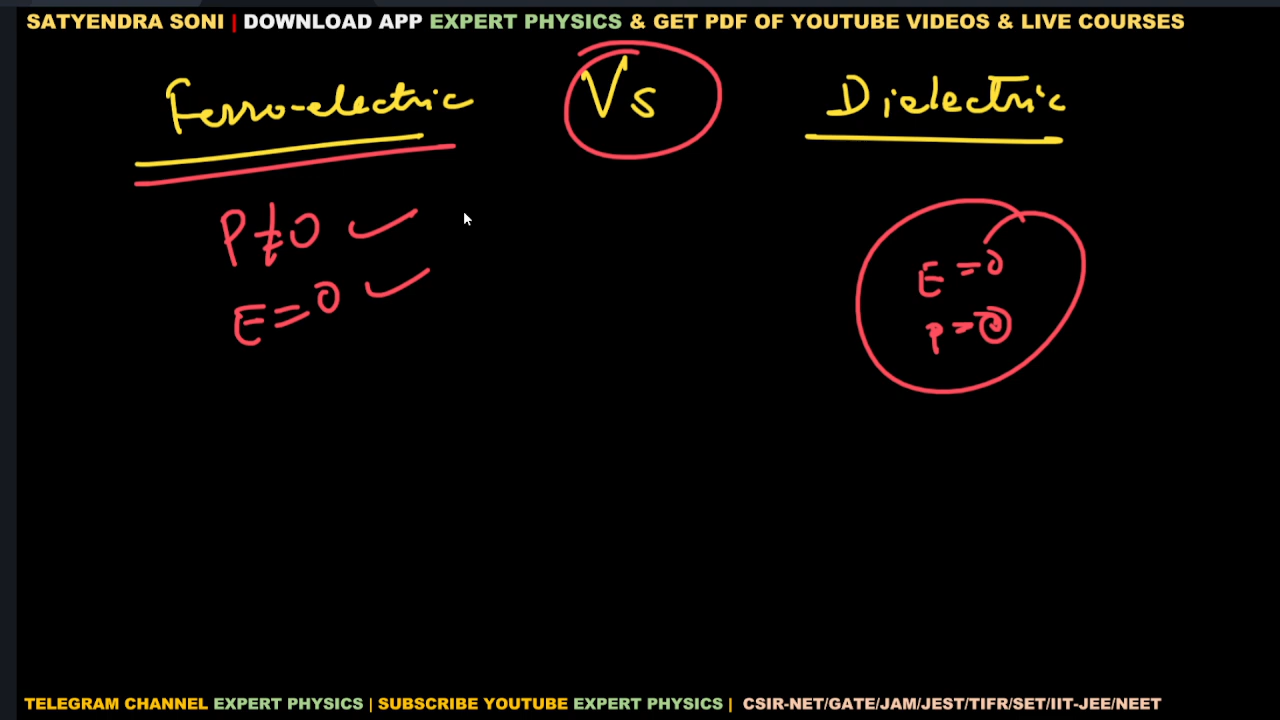 SATYENDRA SONI | DOWNLOAD APP EXPERT PHYSICS & GET PDF OF YOUTUBE VIDEOS & LIVE COURSES
Ferro-electric Vs Dielectric
P≠0
E=0
E=0
P=0
TELEGRAM CHANNEL EXPERT PHYSICS | SUBSCRIBE YOUTUBE EXPERT PHYSICS | CSIR-NET/GATE/JAM/JEST/TIFR/SET/IIT-JEE/NEET